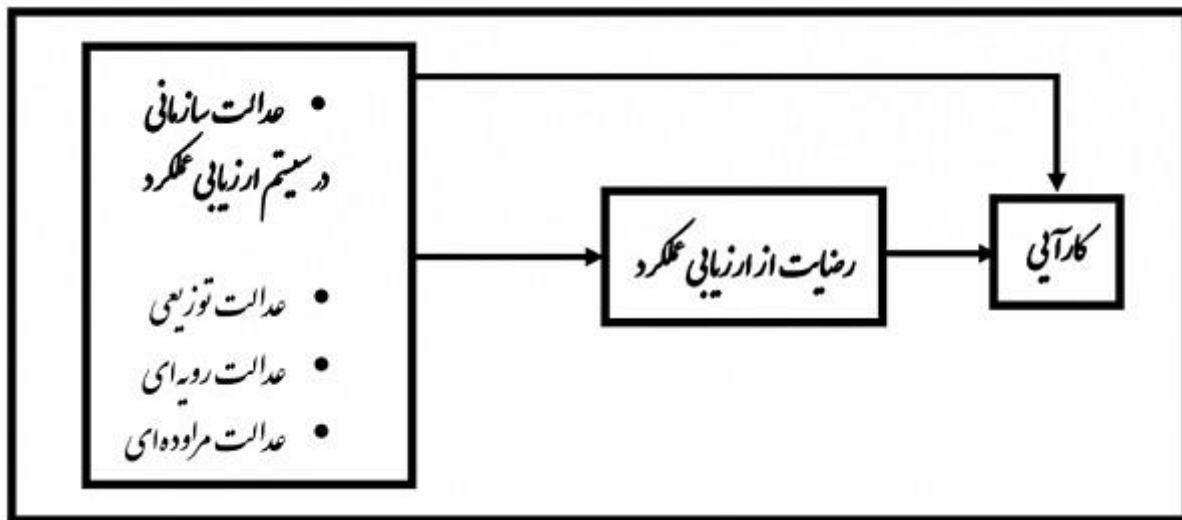 • عدالت سازمانی
در سیستم ارزیابی عملکرد
• عدالت توزیعی
• عدالت رویه‌ای
• عدالت مراوده‌ای
رضایت از ارزیابی عملکرد
کارآیی